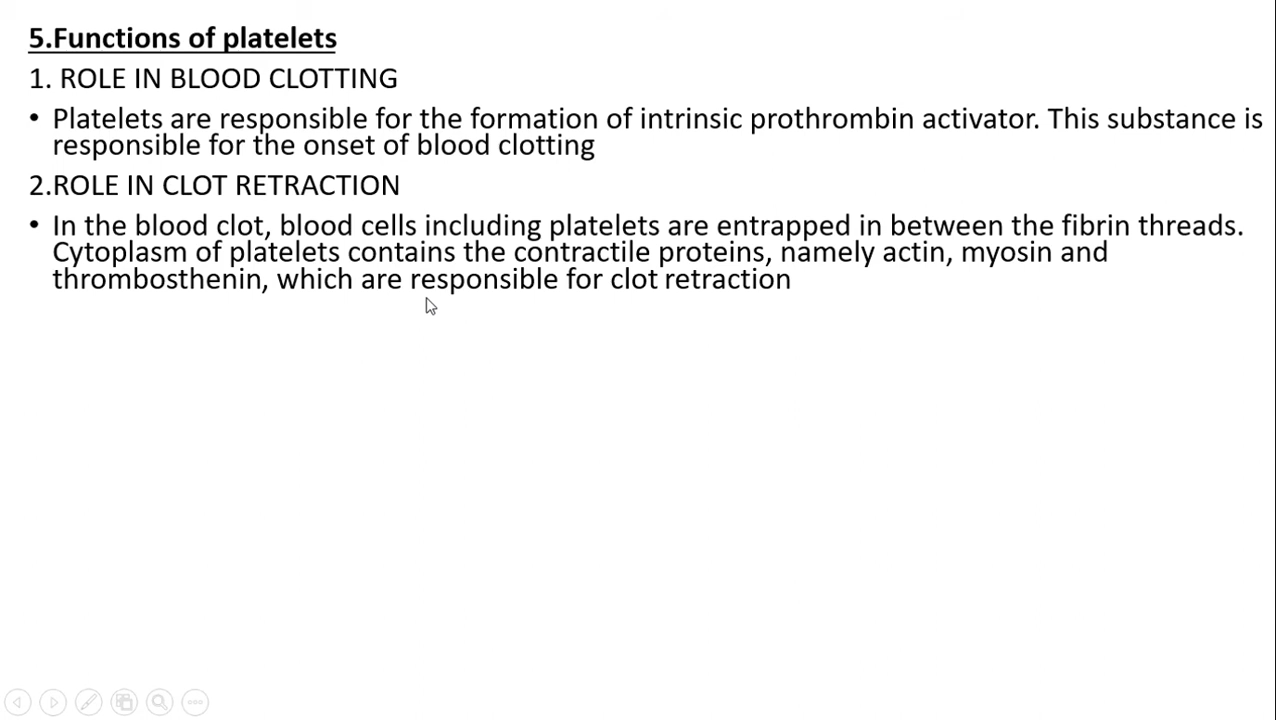 5.Functions of platelets
1. ROLE IN BLOOD CLOTTING
• Platelets are responsible for the formation of intrinsic prothrombin activator. This substance is
responsible for the onset of blood clotting
2.ROLE IN CLOT RETRACTION
• In the blood clot, blood cells including platelets are entrapped in between the fibrin threads.
Cytoplasm of platelets contains the contractile proteins, namely actin, myosin and
thrombosthenin, which are responsible for clot retraction